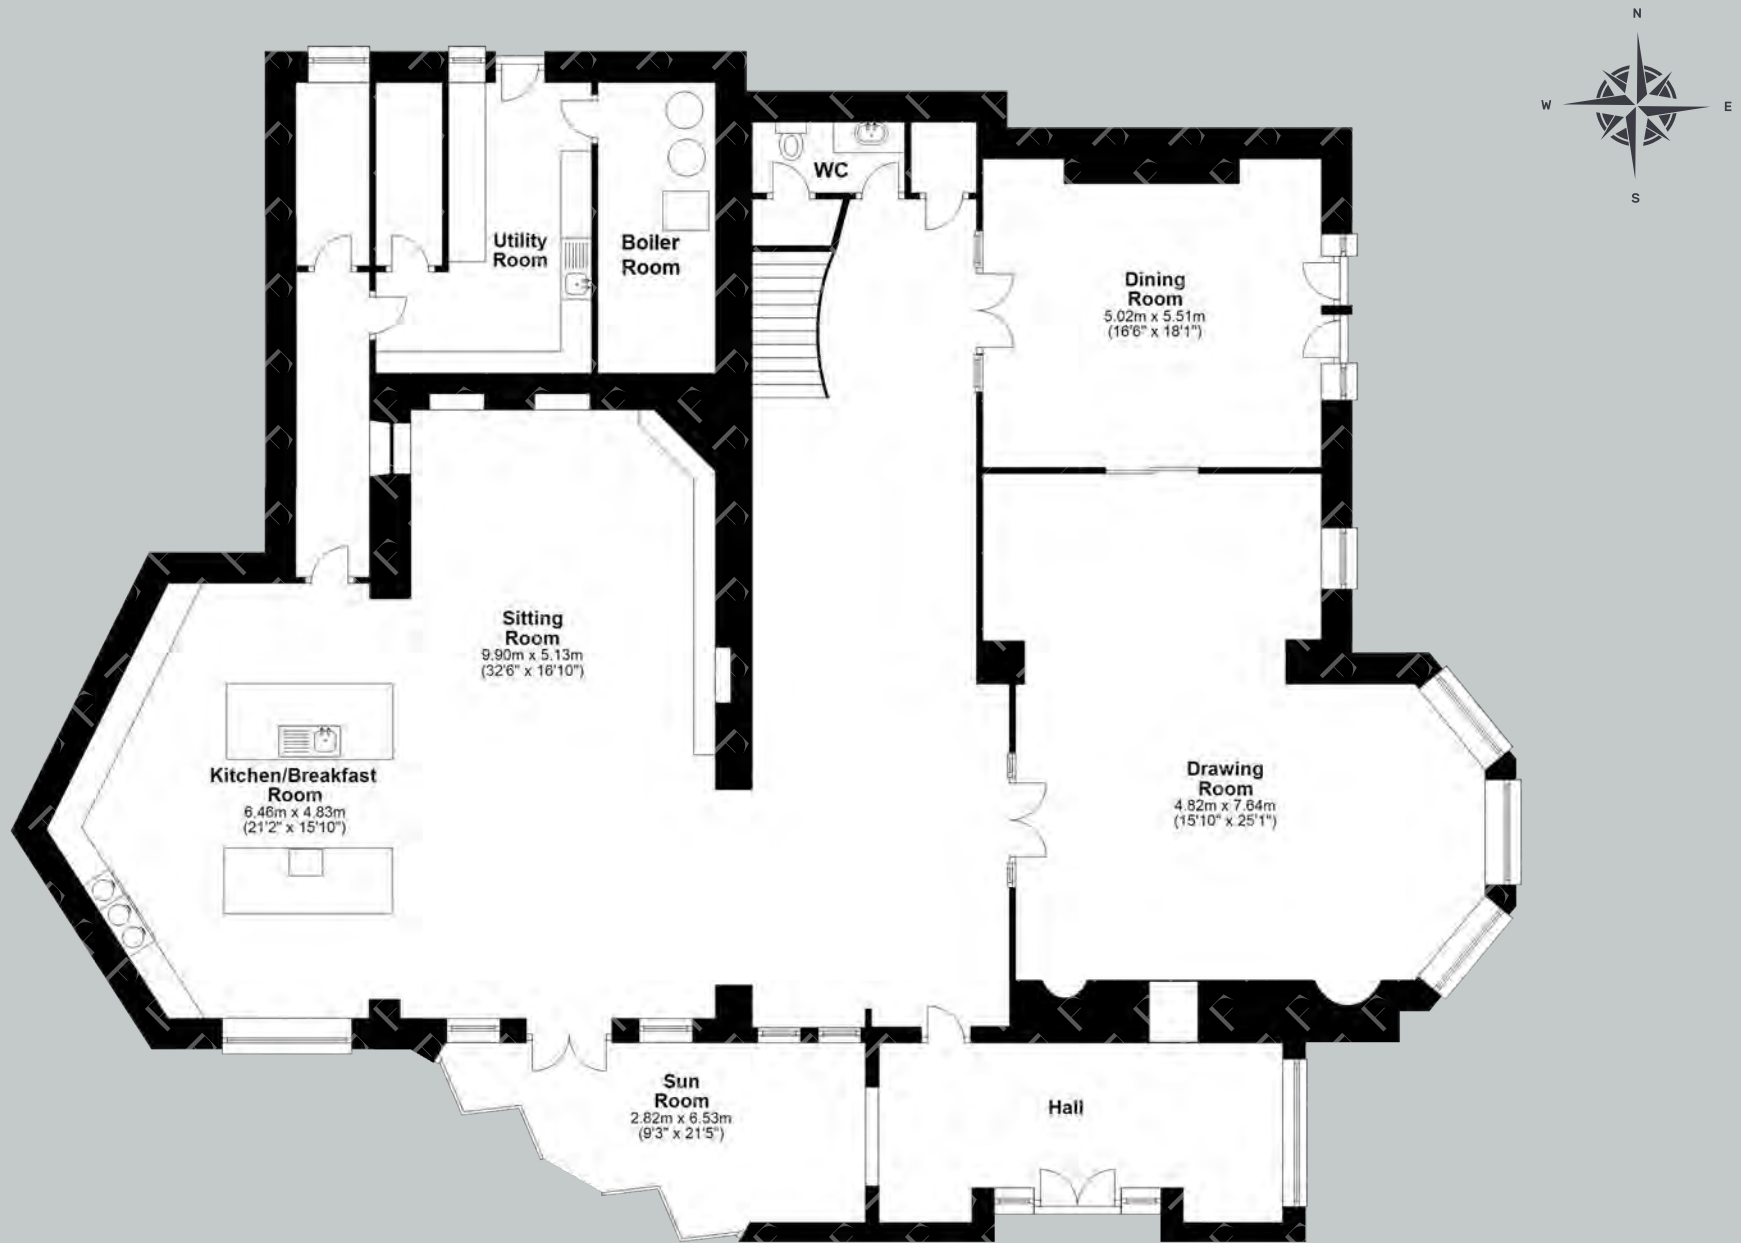 N
W
E
S
WC
Utility
Room
Boiler
Room
Dining
Room
5.02m x 5.51m
(16'6" x 18'1")
Sitting
Room
9.90m x 5.13m
(32'6" x 16'10")
Kitchen/Breakfast
Room
6.46m x 4.83m
(21'2" x 15'10")
Drawing
Room
4.82m x 7.64m
(15'10" x 25'1")
Sun
Room
2.82m x 6.53m
(9'3" x 21'5")
Hall